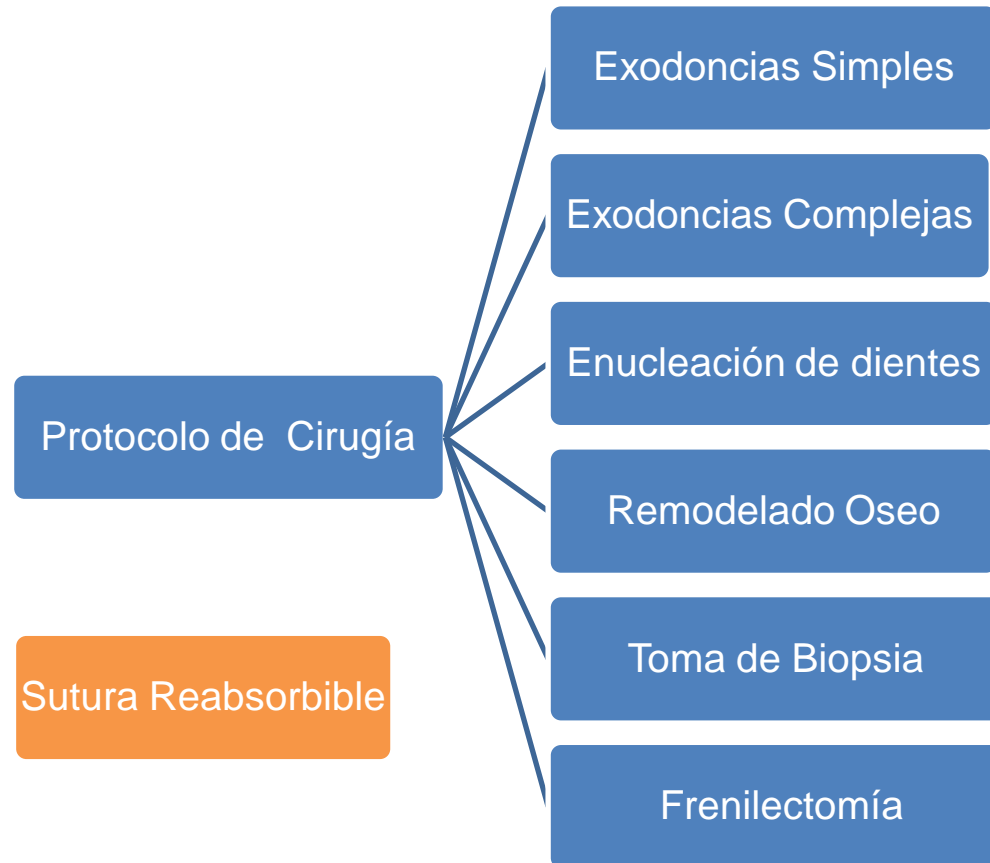 Exodoncias Simples
Exodoncias Complejas
Enucleación de dientes
Protocolo de Cirugía
Remodelado Oseo
Toma de Biopsia
Sutura Reabsorbible
Frenilectomía